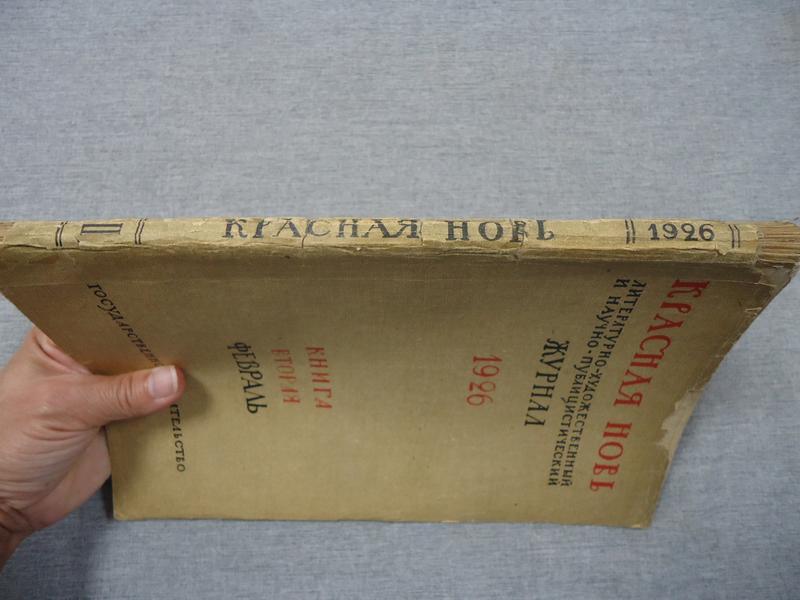 II КРАСНАЯ НОВЬ 1926
КРАСНАЯ НОВЬ
ЛИТЕРАТУРНО-ХУДОЖЕСТВЕННЫЙ
И НАУЧНО-ПУБЛИЦИСТИЧЕСКИЙ
ЖУРНАЛ
1926
КНИГА
ВТОРАЯ
ФЕВРАЛЬ